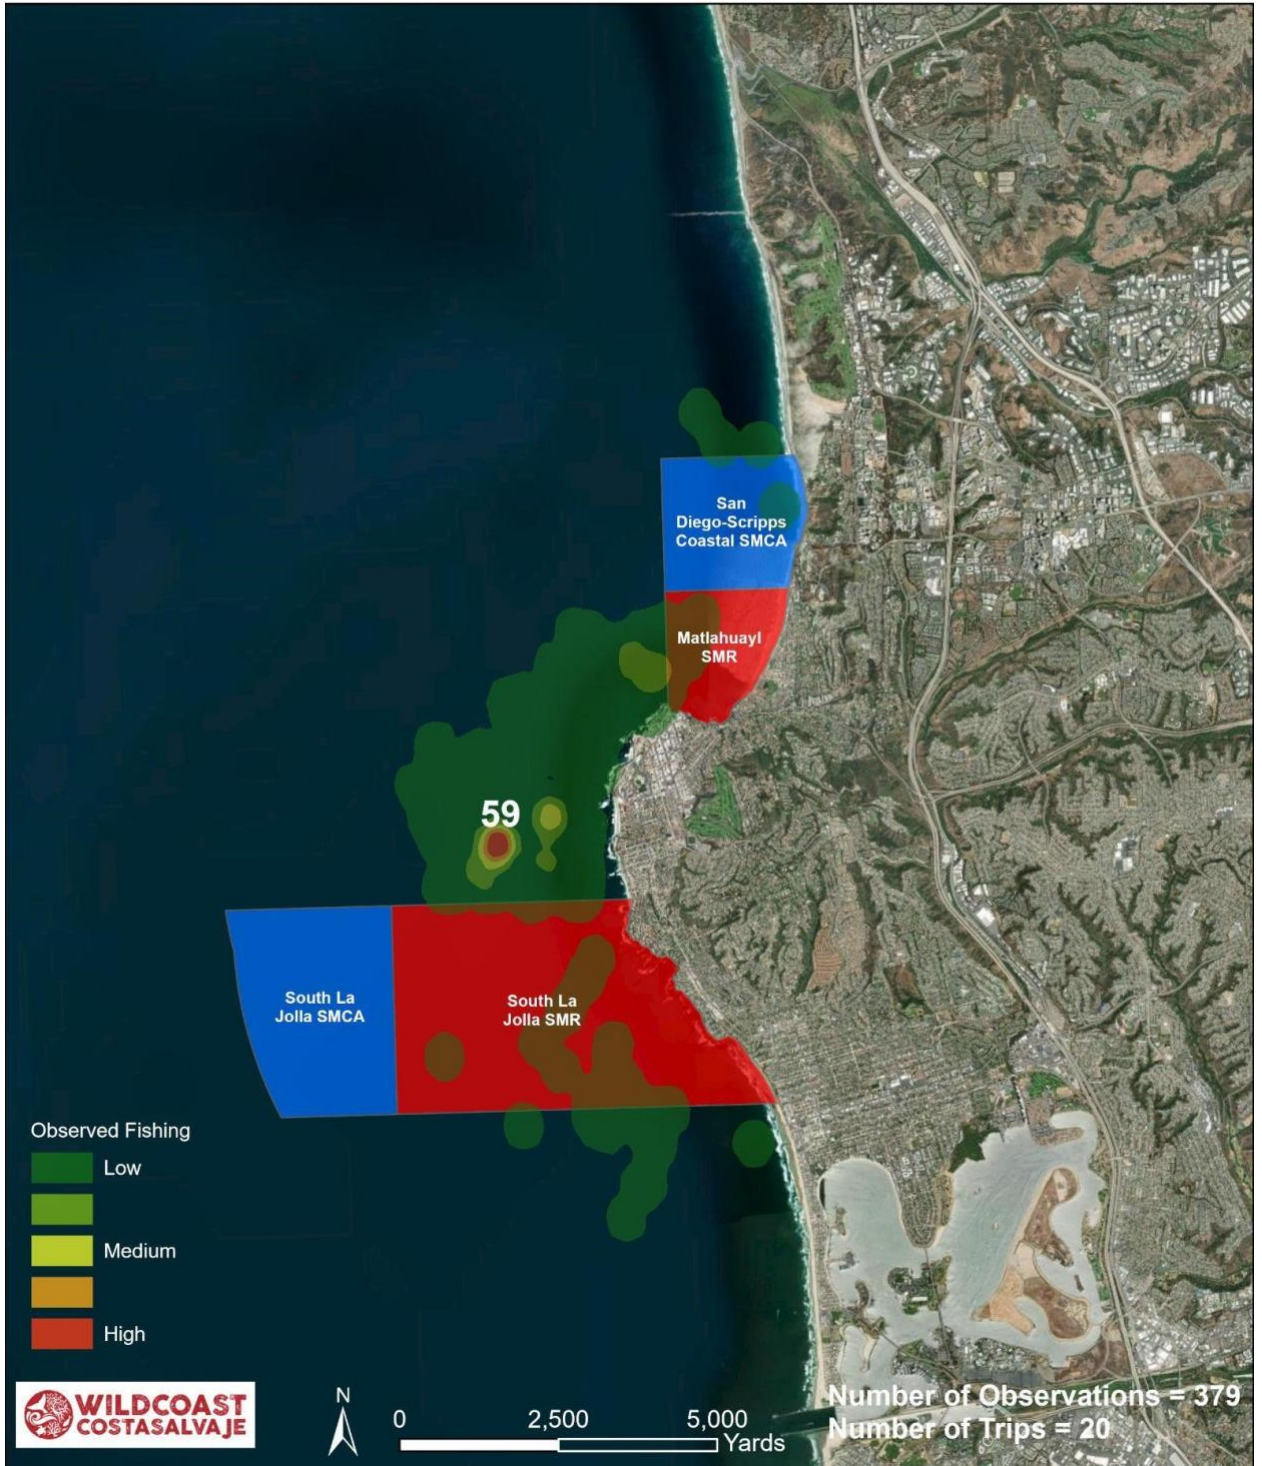 San
Diego-Scripps
Coastal SMCA
Matlahuayl
SMR
59
South La
Jolla SMCA
South La
Jolla SMR
Observed Fishing
Low
Medium
High
WILDCOAST
COSTASALVAJE
N
0 2,500 5,000
Yards
Number of Observations = 379
Number of Trips = 20